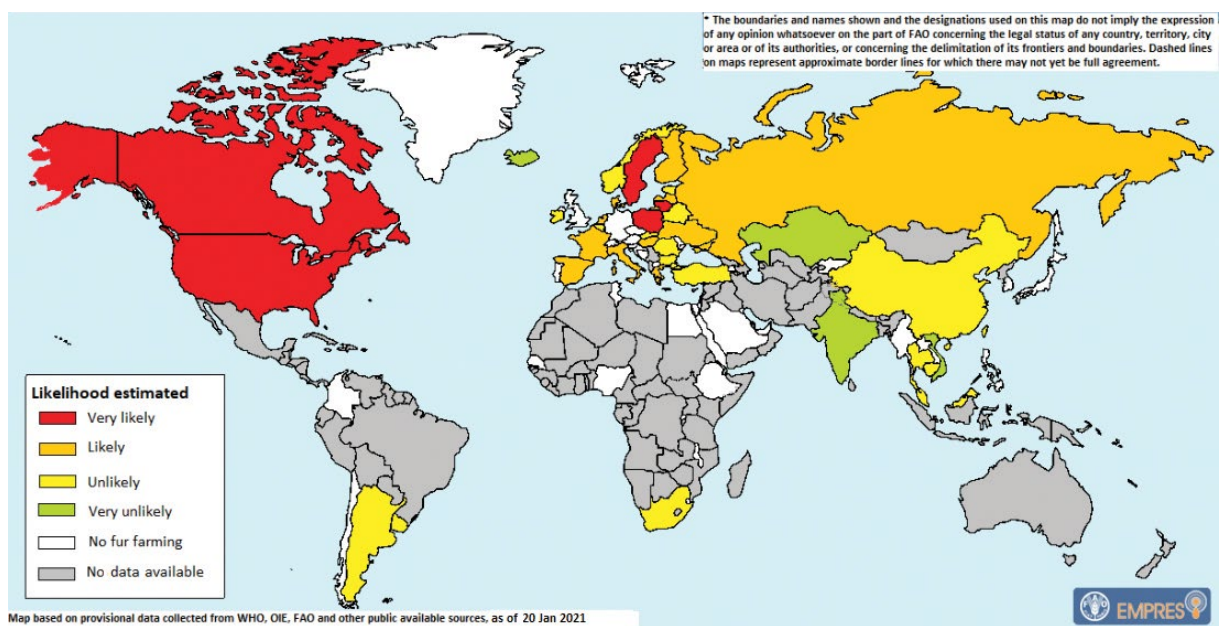 * The boundaries and names shown and the designations used on this map do not imply the expression
of any opinion whatsoever on the part of FAO concerning the legal status of any country, territory, city
or area or of its authorities, or concerning the delimitation of its frontiers and boundaries. Dashed lines
on maps represent approximate border lines for which there may not yet be full agreement.
Likelihood estimated
Very likely
Likely
Unlikely
Very unlikely
No fur farming
No data available
Map based on provisional data collected from WHO, OIE, FAO and other public available sources, as of 20 Jan 2021
EMPRES